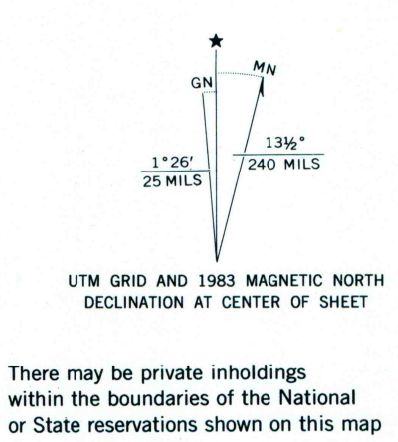 ★
GN
MN
1°26′
25 MILS
13½°
240 MILS
UTM GRID AND 1983 MAGNETIC NORTH
DECLINATION AT CENTER OF SHEET
There may be private inholdings
within the boundaries of the National
or State reservations shown on this map